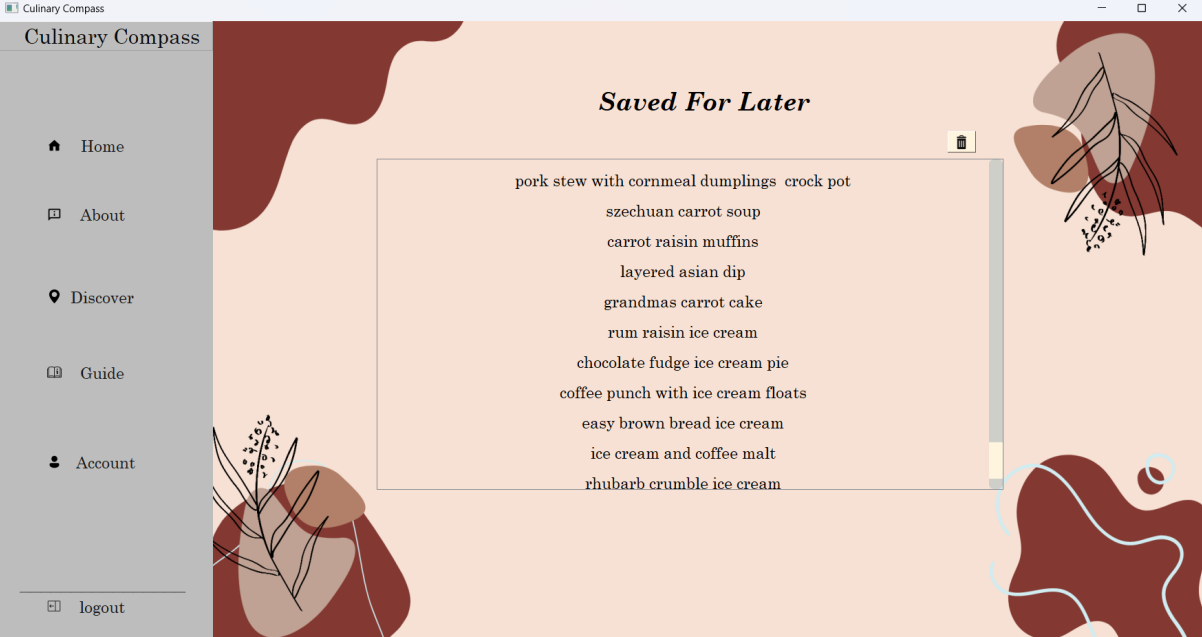 Culinary Compass
Culinary Compass
Home
About
Discover
Guide
Account
logout
Saved For Later
pork stew with cornmeal dumplings  crock pot
szechuan carrot soup
carrot raisin muffins
layered asian dip
grandmas carrot cake
rum raisin ice cream
chocolate fudge ice cream pie
coffee punch with ice cream floats
easy brown bread ice cream
ice cream and coffee malt
rhubarb crumble ice cream